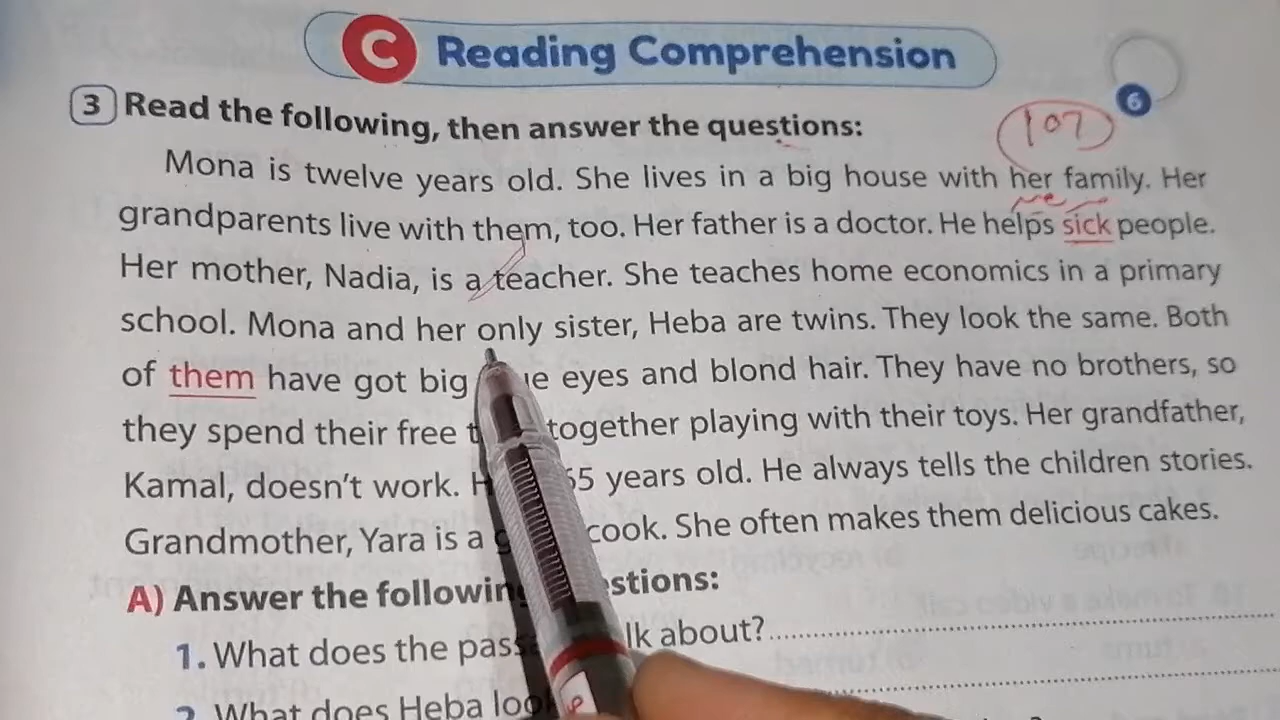 C Reading Comprehension
6
3 Read the following, then answer the questions:
107
Mona is twelve years old. She lives in a big house with her family. Her
grandparents live with them, too. Her father is a doctor. He helps sick people.
Her mother, Nadia, is a teacher. She teaches home economics in a primary
school. Mona and her only sister, Heba are twins. They look the same. Both
of them have got big eyes and blond hair. They have no brothers, so
they spend their free together playing with their toys. Her grandfather,
Kamal, doesn't work. 65 years old. He always tells the children stories.
Grandmother, Yara is a cook. She often makes them delicious cakes.
A) Answer the following questions:
1. What does the about?
2. What does Heba